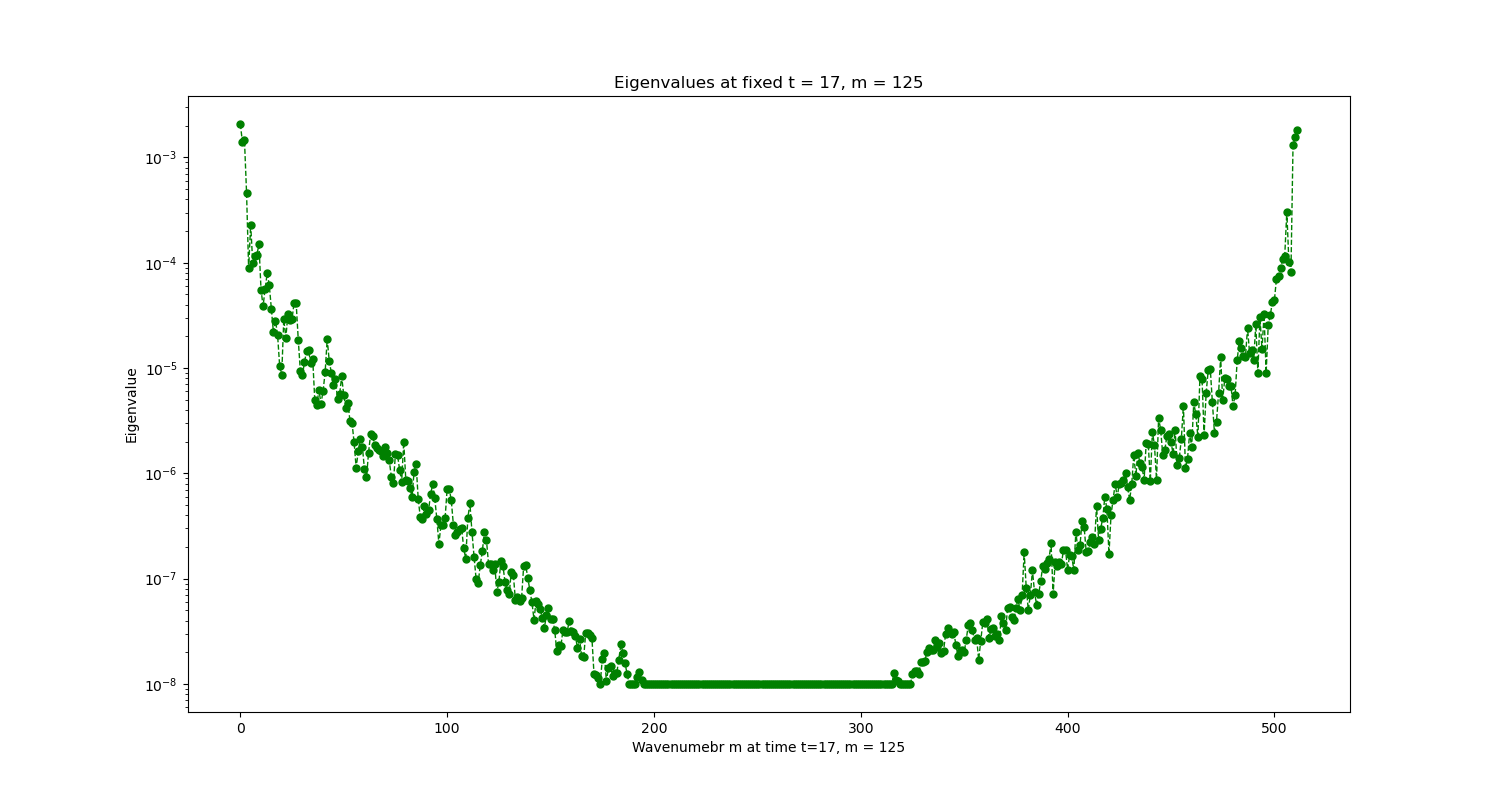 Eigenvalues at fixed t = 17, m = 125
Eigenvalue
10⁻³
10⁻⁴
10⁻⁵
10⁻⁶
10⁻⁷
10⁻⁸
0 100 200 300 400 500
Wavenumebr m at time t=17, m = 125